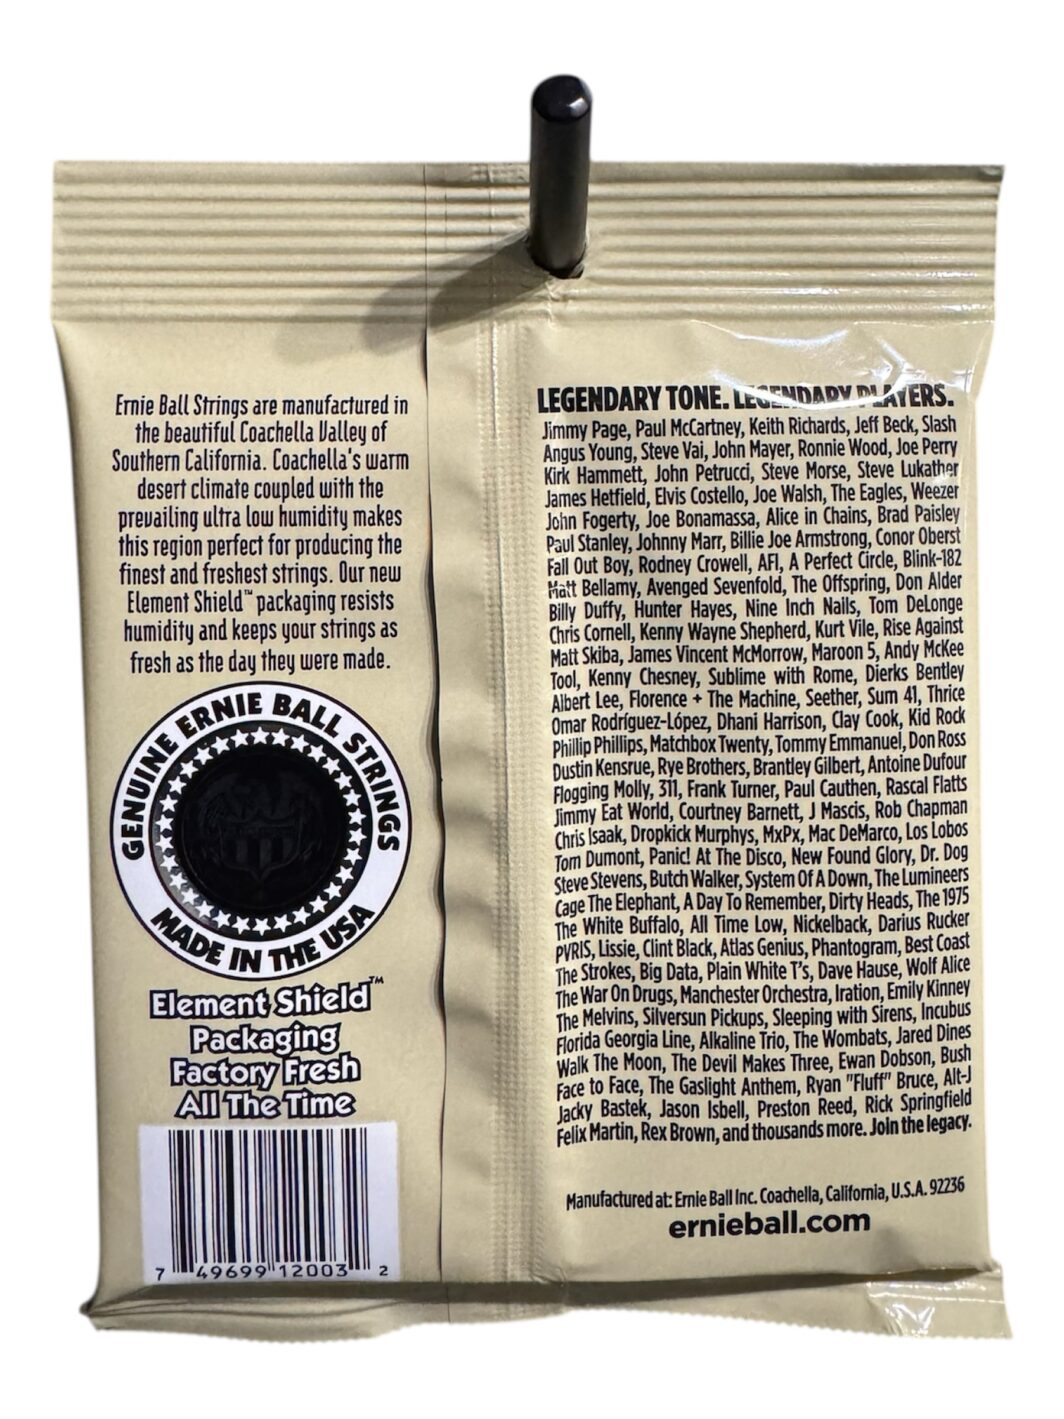 Ernie Ball Strings are manufactured in
the beautiful Coachella Valley of
Southern California. Coachella's warm
desert climate coupled with the
prevailing ultra low humidity makes
this region perfect for producing the
finest and freshest strings. Our new
Element Shield™ packaging resists
humidity and keeps your strings as
fresh as the day they were made.
GENUINE ERNIE BALL STRINGS
MADE IN THE USA
Element Shield™
Packaging
Factory Fresh
All The Time
7 49699 12003 2
LEGENDARY TONE. LEGENDARY PLAYERS.
Jimmy Page, Paul McCartney, Keith Richards, Jeff Beck, Slash
Angus Young, Steve Vai, John Mayer, Ronnie Wood, Joe Perry
Kirk Hammett, John Petrucci, Steve Morse, Steve Lukather
James Hetfield, Elvis Costello, Joe Walsh, The Eagles, Weezer
John Fogerty, Joe Bonamassa, Alice in Chains, Brad Paisley
Paul Stanley, Johnny Marr, Billie Joe Armstrong, Conor Oberst
Fall Out Boy, Rodney Crowell, AFI, A Perfect Circle, Blink-182
Matt Bellamy, Avenged Sevenfold, The Offspring, Don Alder
Billy Duffy, Hunter Hayes, Nine Inch Nails, Tom DeLonge
Chris Cornell, Kenny Wayne Shepherd, Kurt Vile, Rise Against
Matt Skiba, James Vincent McMorrow, Maroon 5, Andy McKee
Tool, Kenny Chesney, Sublime with Rome, Dierks Bentley
Albert Lee, Florence + The Machine, Seether, Sum 41, Thrice
Omar Rodríguez-López, Dhani Harrison, Clay Cook, Kid Rock
Phillip Phillips, Matchbox Twenty, Tommy Emmanuel, Don Ross
Dustin Kensrue, Rye Brothers, Brantley Gilbert, Antoine Dufour
Flogging Molly, 311, Frank Turner, Paul Cauthen, Rascal Flatts
Jimmy Eat World, Courtney Barnett, J Mascis, Rob Chapman
Chris Isaak, Dropkick Murphys, MxPx, Mac DeMarco, Los Lobos
Tom Dumont, Panic! At The Disco, New Found Glory, Dr. Dog
Steve Stevens, Butch Walker, System Of A Down, The Lumineers
Cage The Elephant, A Day To Remember, Dirty Heads, The 1975
The White Buffalo, All Time Low, Nickelback, Darius Rucker
PVRIS, Lissie, Clint Black, Atlas Genius, Phantogram, Best Coast
The Strokes, Big Data, Plain White T's, Dave Hause, Wolf Alice
The War On Drugs, Manchester Orchestra, Iration, Emily Kinney
The Melvins, Silversun Pickups, Sleeping with Sirens, Incubus
Florida Georgia Line, Alkaline Trio, The Wombats, Jared Dines
Walk The Moon, The Devil Makes Three, Ewan Dobson, Bush
Face to Face, The Gaslight Anthem, Ryan "Fluff" Bruce, Alt-J
Jacky Bastek, Jason Isbell, Preston Reed, Rick Springfield
Felix Martin, Rex Brown, and thousands more. Join the legacy.
Manufactured at: Ernie Ball Inc. Coachella, California, U.S.A. 92236
ernieball.com